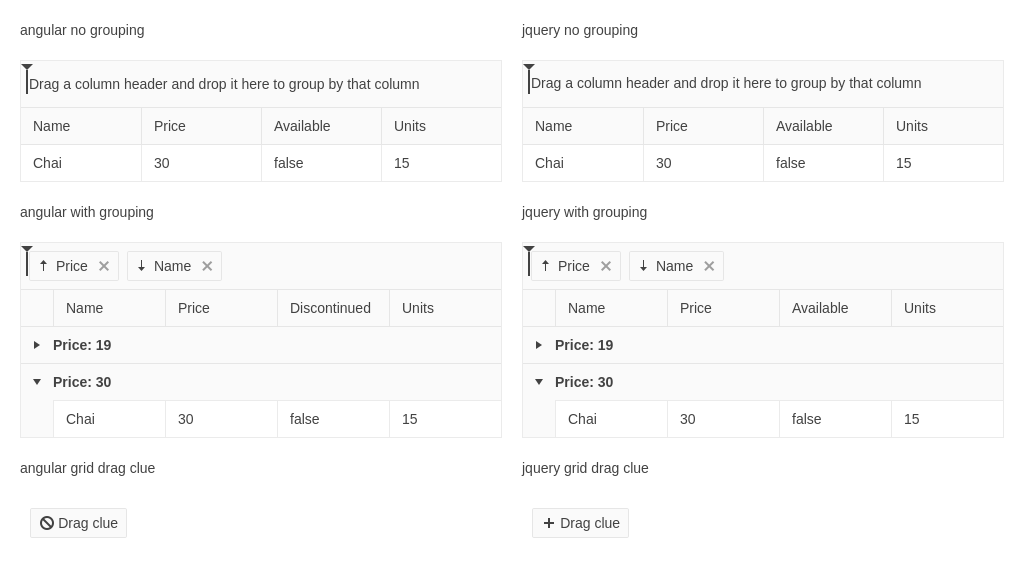 angular no grouping
Drag a column header and drop it here to group by that column
Name Price Available Units
Chai 30 false 15
angular with grouping
Price Name
Name Price Discontinued Units
Price: 19
Price: 30
Chai 30 false 15
angular grid drag clue
Drag clue
jquery no grouping
Drag a column header and drop it here to group by that column
Name Price Available Units
Chai 30 false 15
jquery with grouping
Price Name
Name Price Available Units
Price: 19
Price: 30
Chai 30 false 15
jquery grid drag clue
Drag clue